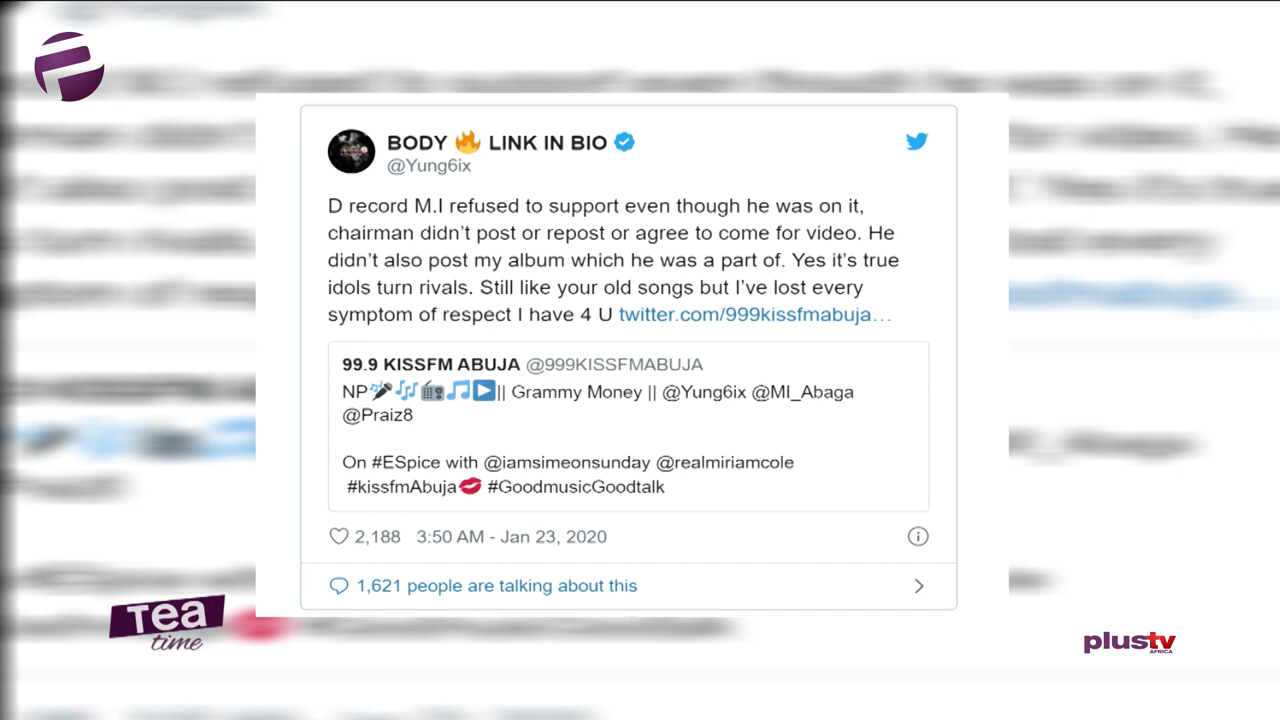 BODY 🔥 LINK IN BIO
@Yung6ix
D record M.I refused to support even though he was on it,
chairman didn't post or repost or agree to come for video. He
didn't also post my album which he was a part of. Yes it's true
idols turn rivals. Still like your old songs but I've lost every
symptom of respect I have 4 U twitter.com/999kissfmabuja…
99.9 KISSFM ABUJA @999KISSFMABUJA
NP🎤🎶📻🎵▶️|| Grammy Money || @Yung6ix @MI_Abaga
@Praiz8
On #ESpice with @iamsimeonsunday @realmiriamcole
#kissfmAbuja💋 #GoodmusicGoodtalk
2,188 3:50 AM - Jan 23, 2020
1,621 people are talking about this
Tea
time
plustv
AFRICA